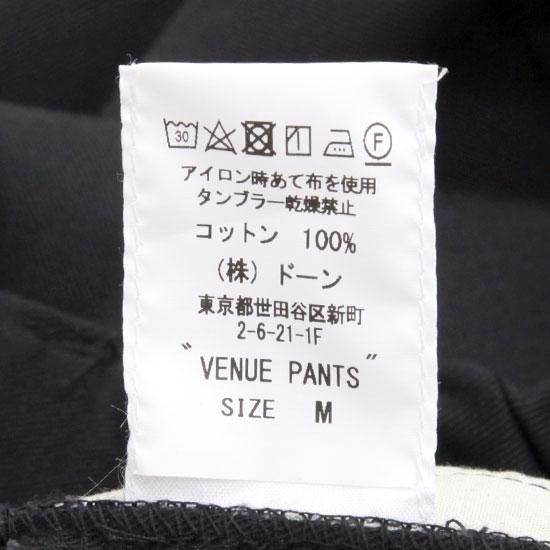 30 F
アイロン時あて布を使用
タンブラー乾燥禁止
コットン 100%
(株) ドーン
東京都世田谷区新町
2-6-21-1F
"VENUE PANTS"
SIZE M